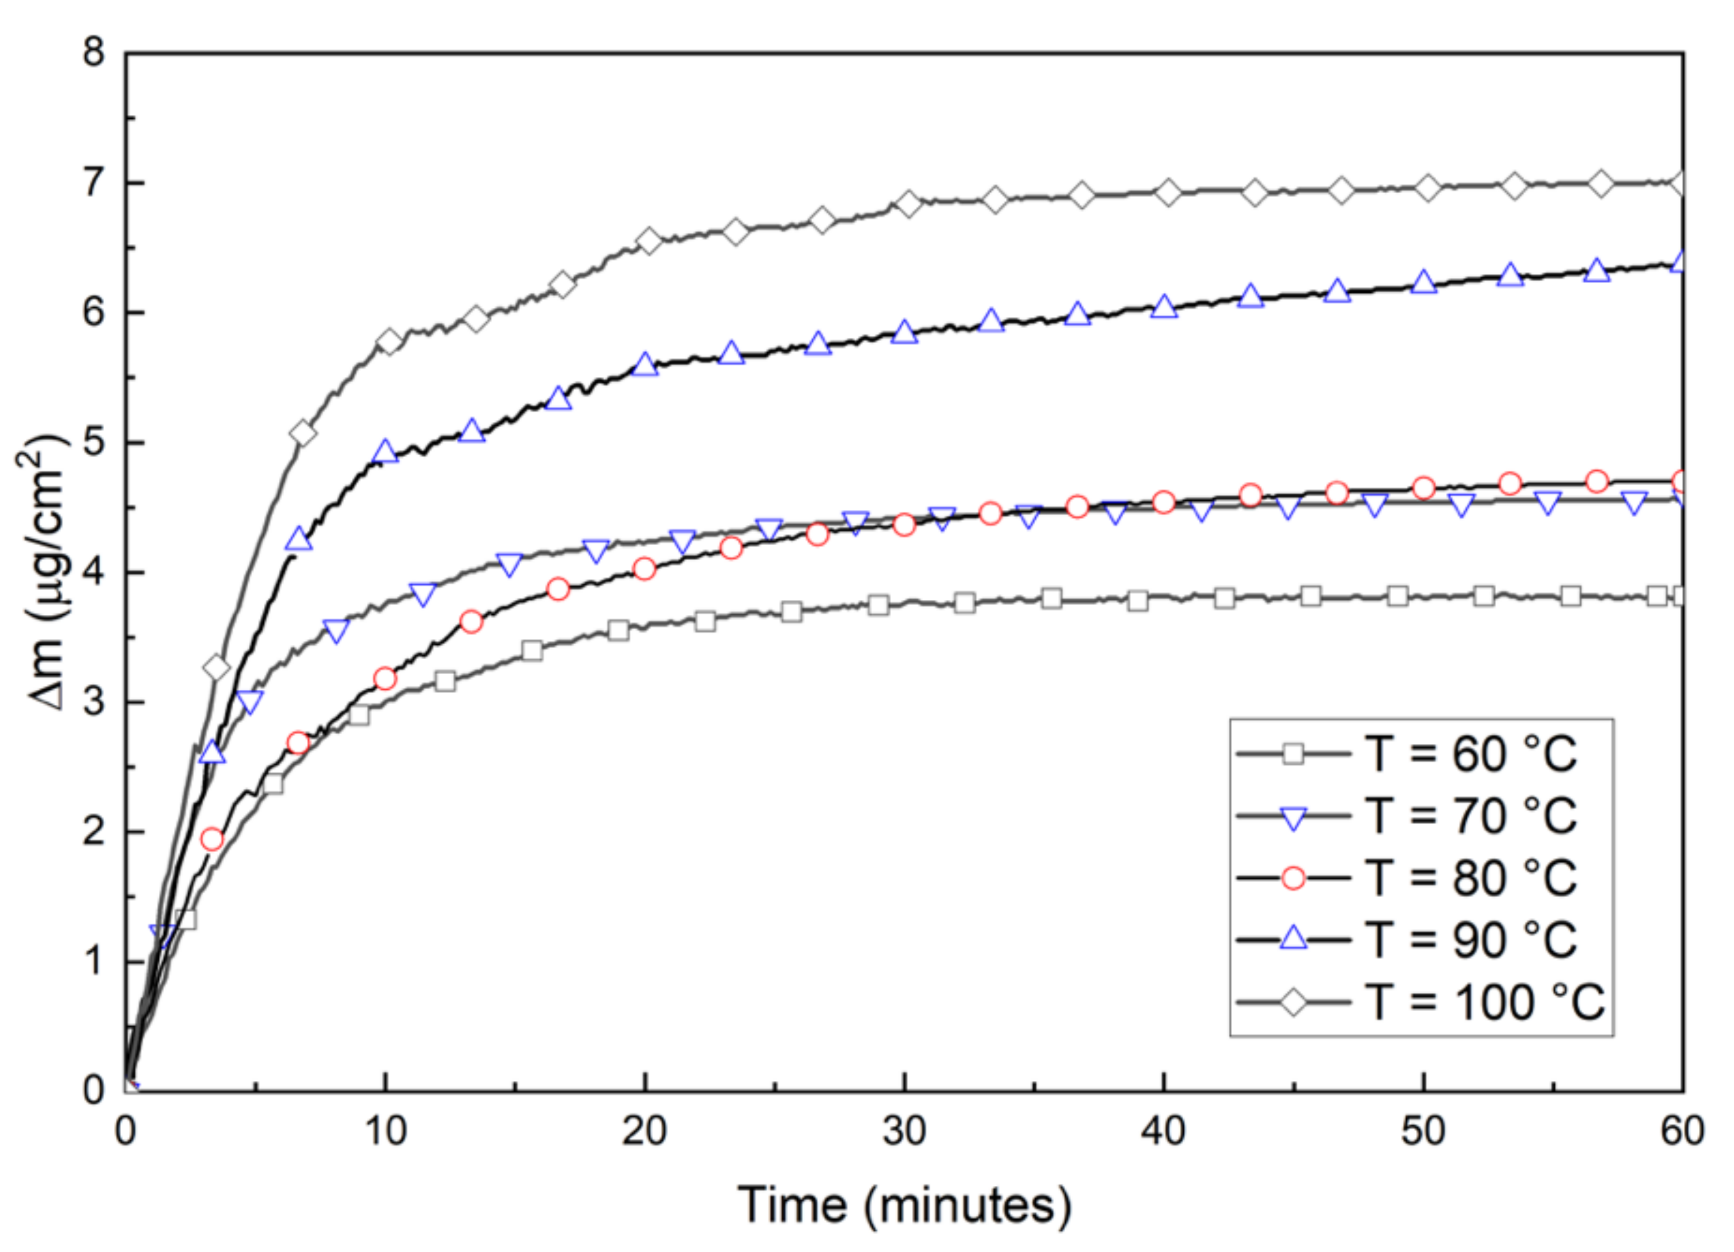 8
7
6
5
4
3
2
1
0
Δm (μg/cm²)
0 10 20 30 40 50 60
Time (minutes)
T = 60 °C
T = 70 °C
T = 80 °C
T = 90 °C
T = 100 °C